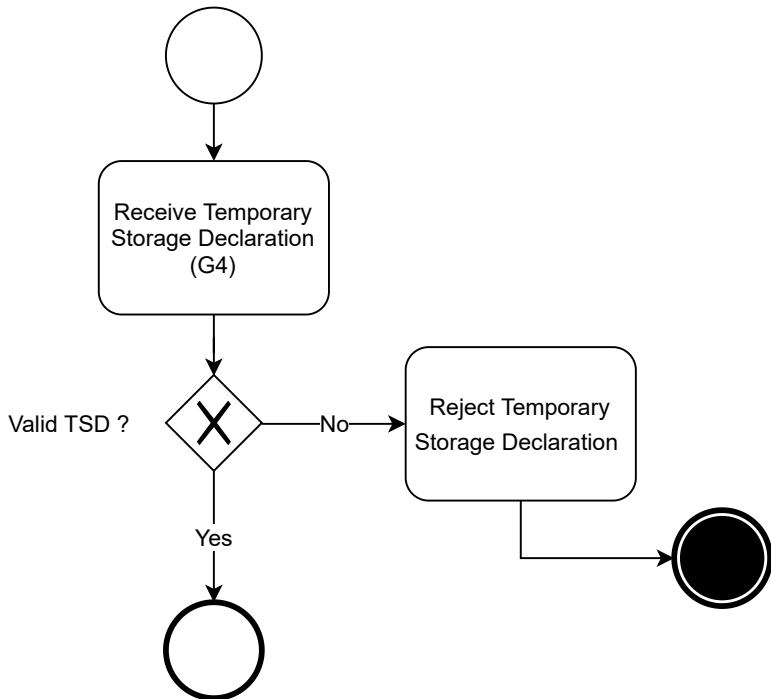 Receive Temporary
Storage Declaration
(G4)
Valid TSD ?
No
Reject Temporary
Storage Declaration
Yes